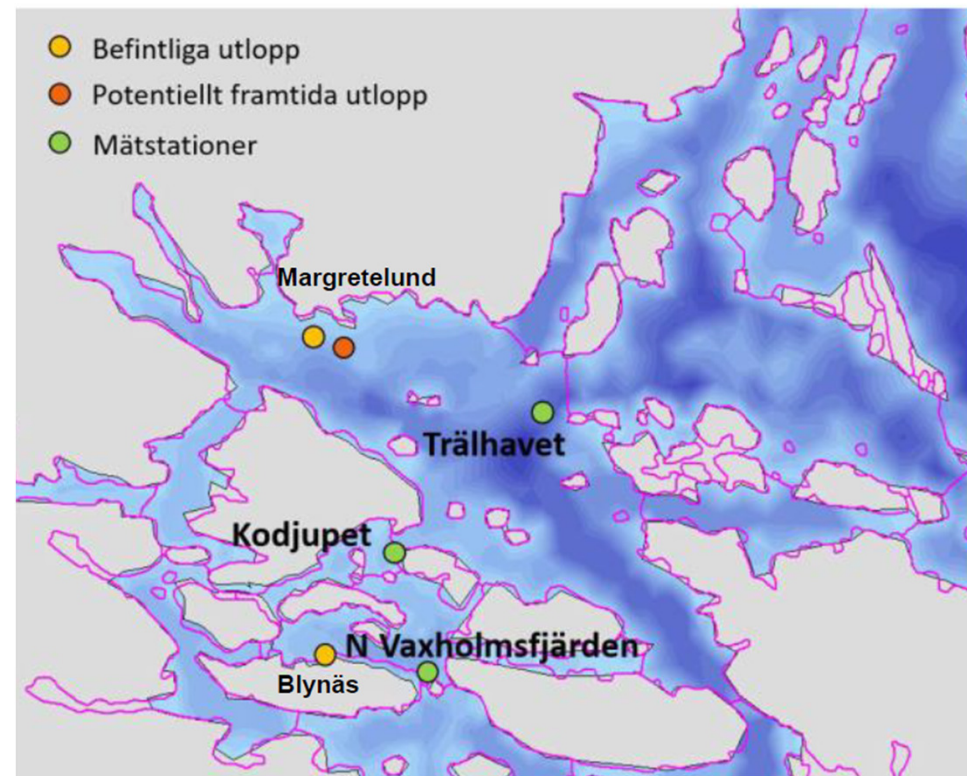 Befintliga utlopp
Potentiellt framtida utlopp
Mätstationer
Margretelund
Trälhavet
Kodjupet
N Vaxholmsfjärden
Blynäs